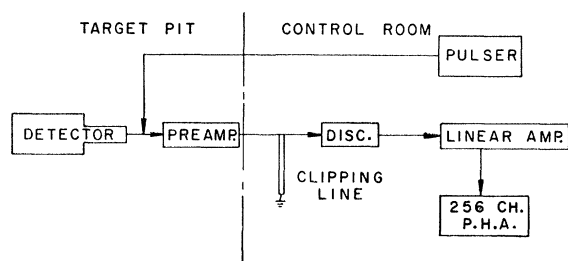 TARGET PIT
CONTROL ROOM
PULSER
DETECTOR
PREAMP.
DISC.
LINEAR AMP.
CLIPPING
LINE
256 CH.
P.H.A.